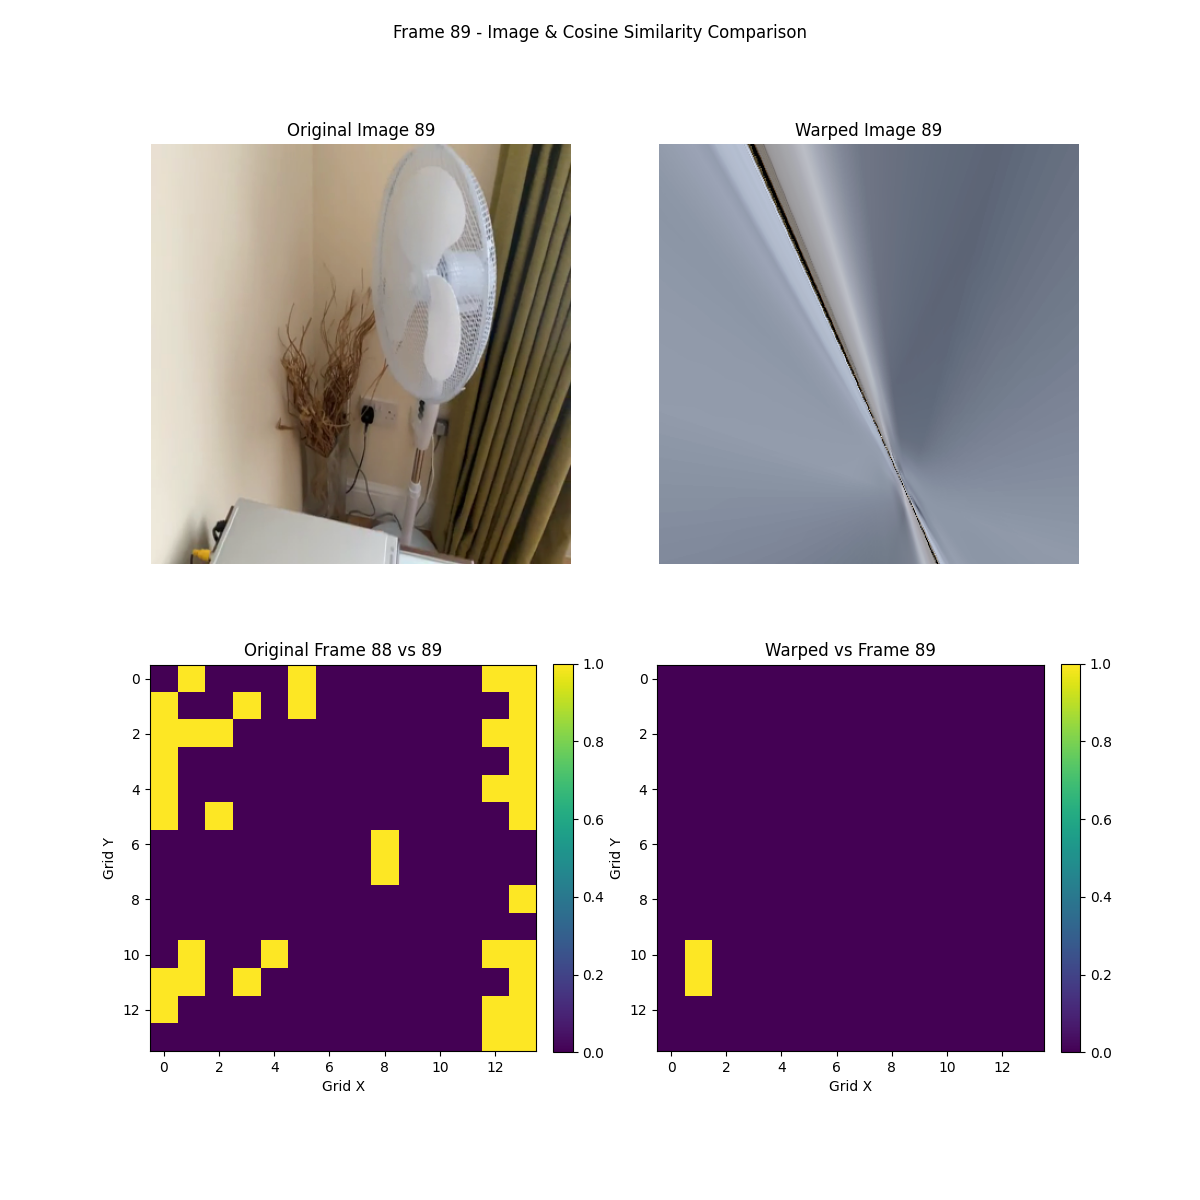 Frame 89 - Image & Cosine Similarity Comparison
Original Image 89
Warped Image 89
Original Frame 88 vs 89
Warped vs Frame 89
0
2
4
6
8
10
12
Grid Y
0 2 4 6 8 10 12
Grid X
1.0
0.8
0.6
0.4
0.2
0.0
0
2
4
6
8
10
12
Grid Y
0 2 4 6 8 10 12
Grid X
1.0
0.8
0.6
0.4
0.2
0.0